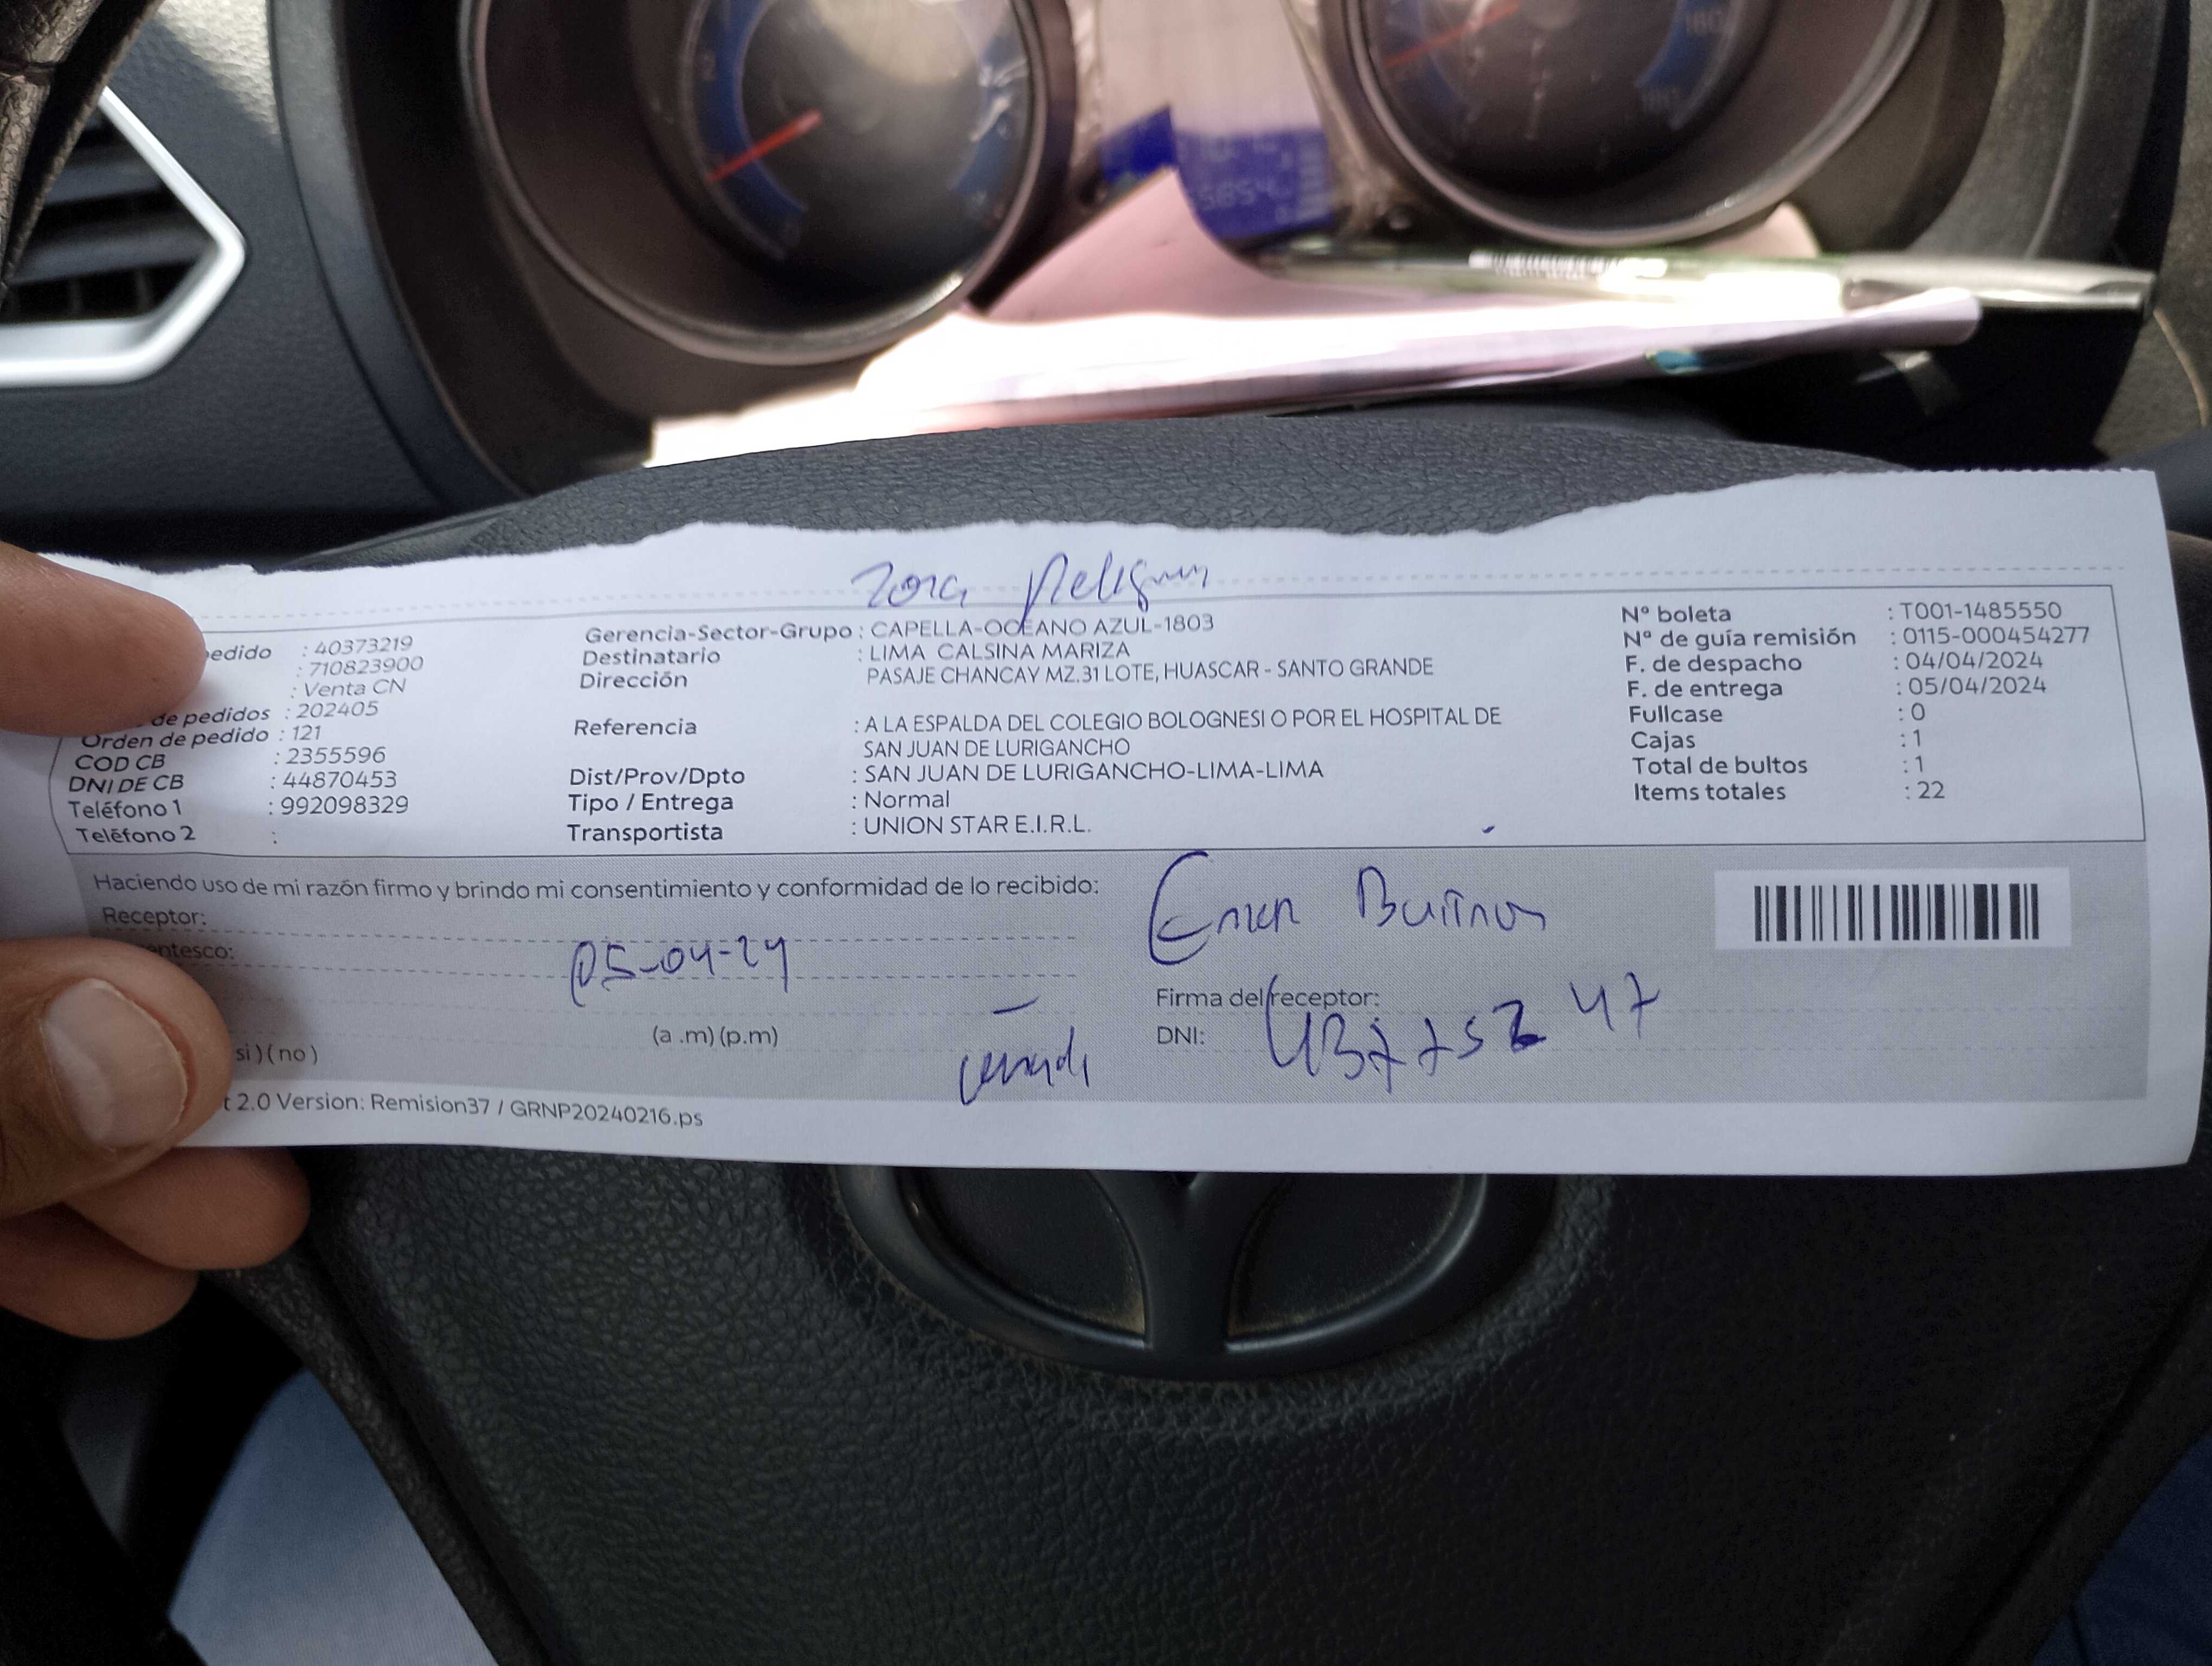 Zona peligrosa
edido : 40373219
: 710823900
: Venta CN
de pedidos : 202405
Orden de pedido : 121
COD CB : 2355596
DNI DE CB : 44870453
Teléfono 1 : 992098329
Teléfono 2 :
Gerencia-Sector-Grupo : CAPELLA-OCEANO AZUL-1803
Destinatario : LIMA CALSINA MARIZA
Dirección PASAJE CHANCAY MZ.31 LOTE, HUASCAR - SANTO GRANDE
Referencia : A LA ESPALDA DEL COLEGIO BOLOGNESI O POR EL HOSPITAL DE
SAN JUAN DE LURIGANCHO
Dist/Prov/Dpto : SAN JUAN DE LURIGANCHO-LIMA-LIMA
Tipo / Entrega : Normal
Transportista : UNION STAR E.I.R.L.
Nº boleta : T001-1485550
Nº de guía remisión : 0115-000454277
F. de despacho : 04/04/2024
F. de entrega : 05/04/2024
Fullcase : 0
Cajas : 1
Total de bultos : 1
Items totales : 22
Haciendo uso de mi razón firmo y brindo mi consentimiento y conformidad de lo recibido:
Receptor:
entesco:
05-04-24
(a .m) (p.m)
si ) ( no )
Firma del receptor:
DNI:
t 2.0 Version: Remision37 / GRNP20240216.ps